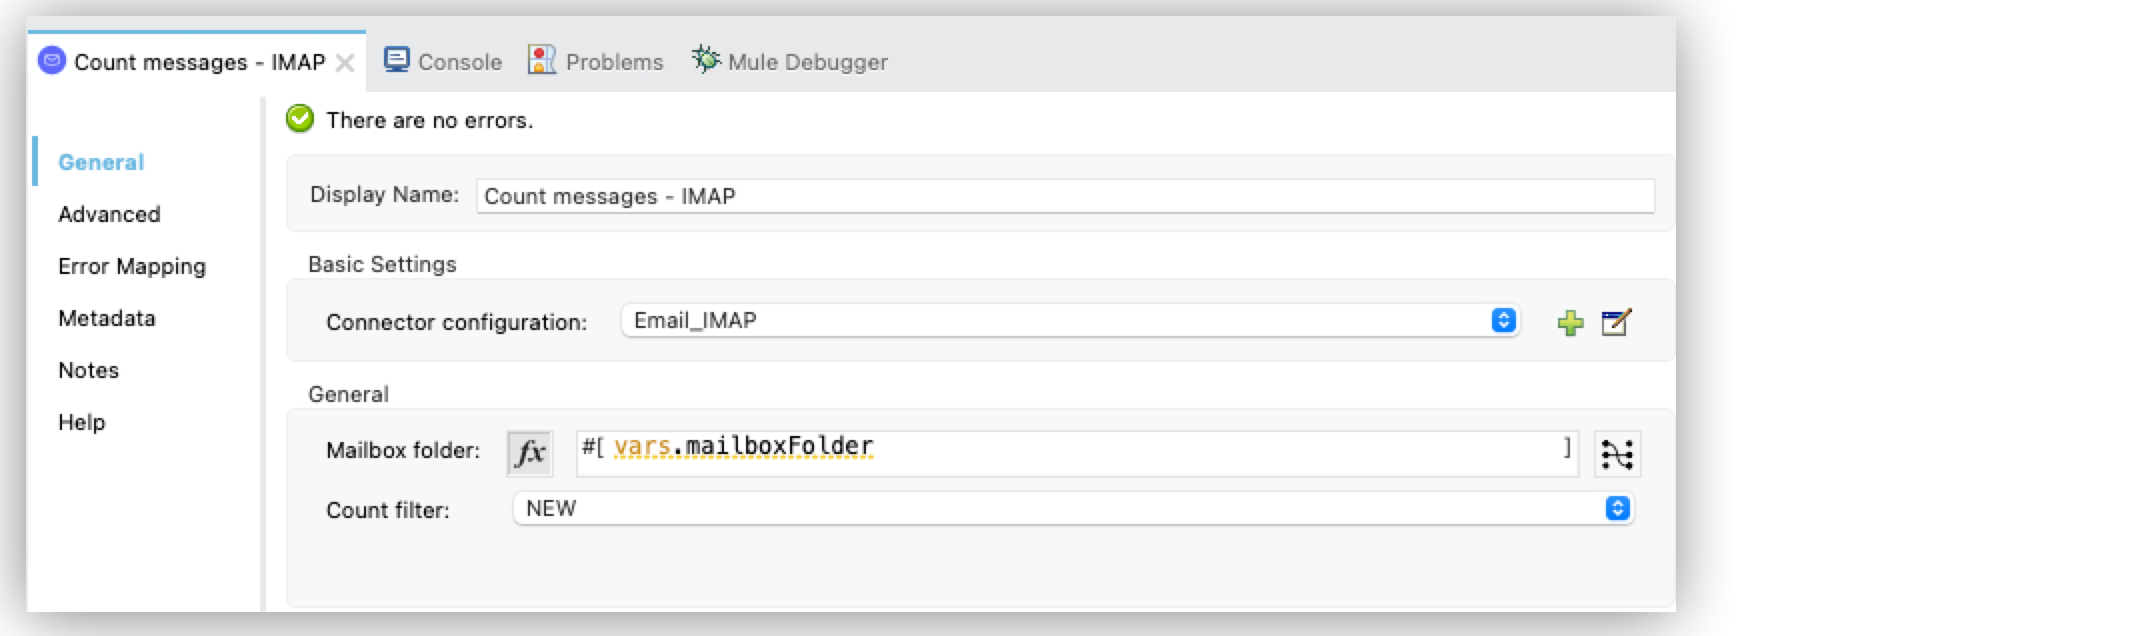 Count messages - IMAP
Console
Problems
Mule Debugger
There are no errors.
General
Advanced
Error Mapping
Metadata
Notes
Help
Display Name: Count messages - IMAP
Basic Settings
Connector configuration: Email_IMAP
General
Mailbox folder: fx #[ vars.mailboxFolder ]
Count filter: NEW